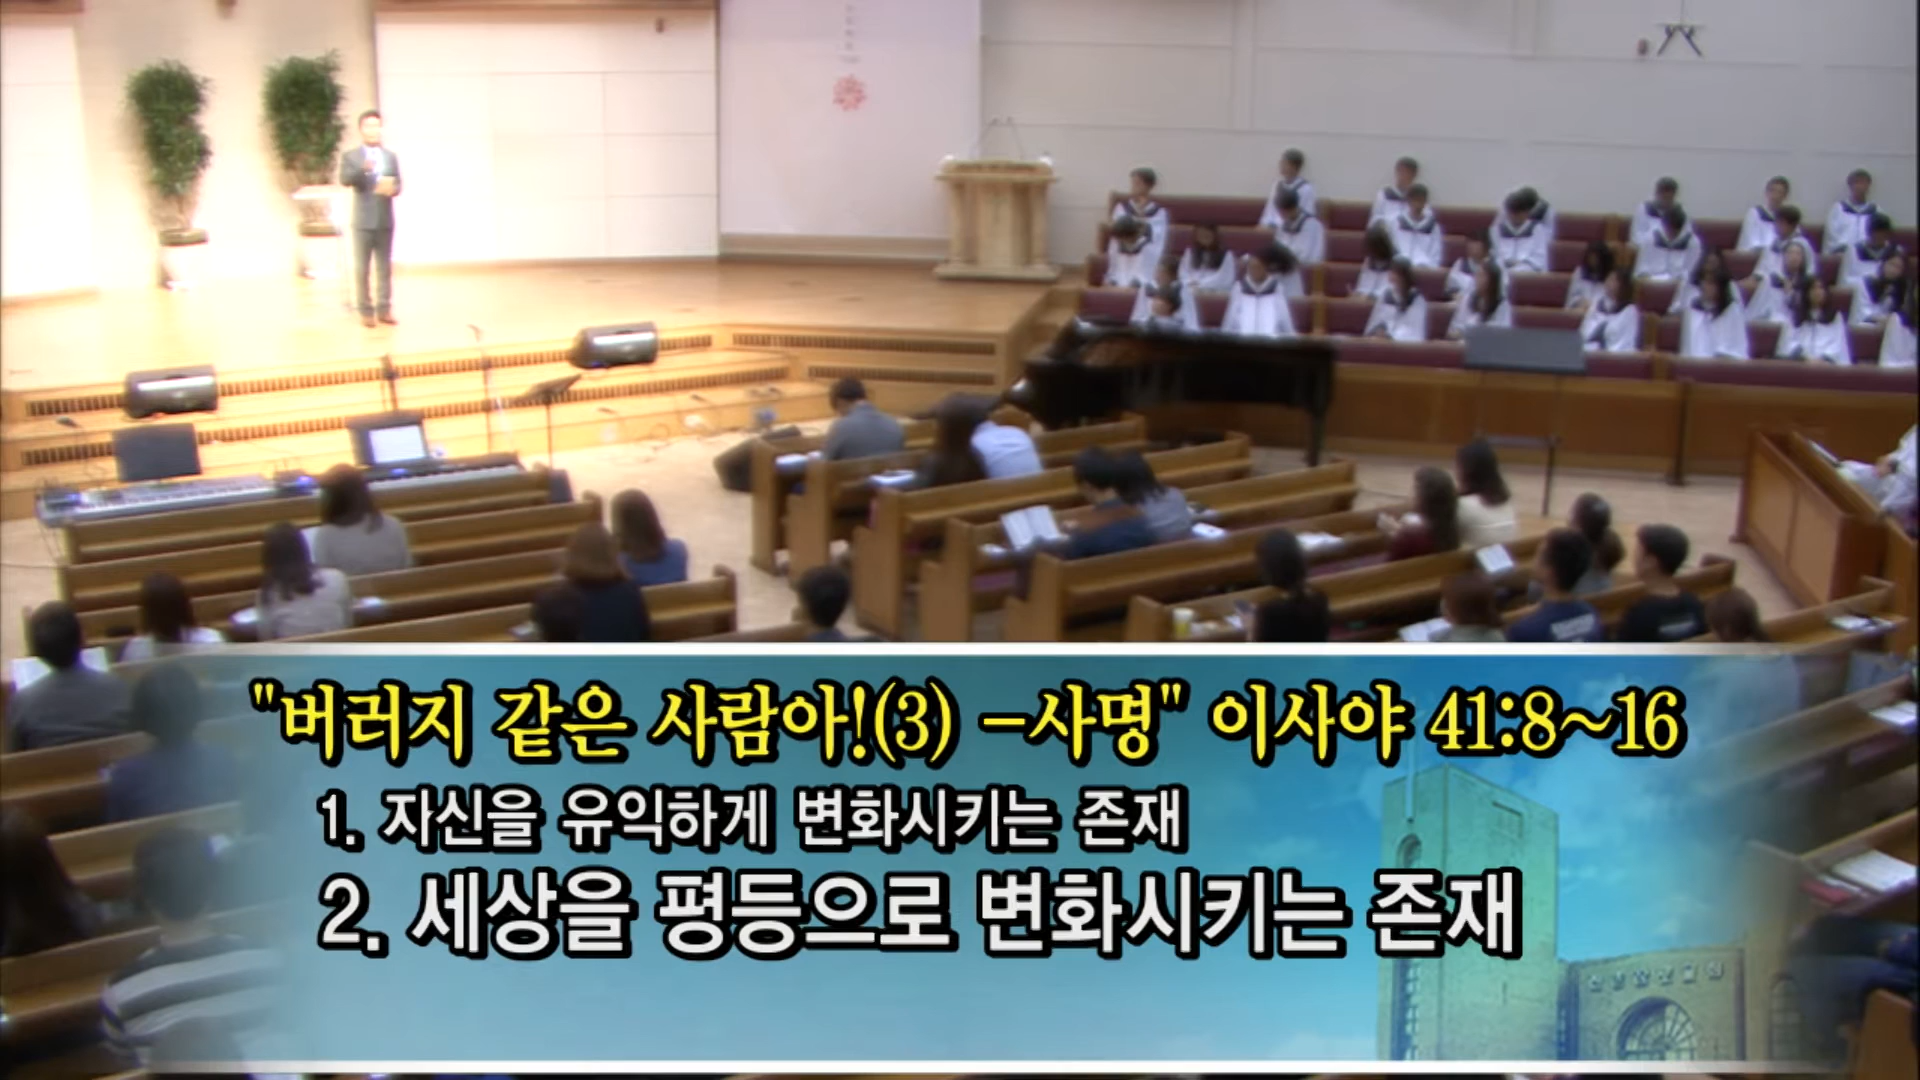 "버러지 같은 사람아!(3) -사명" 이사야 41:8~16
1. 자신을 유익하게 변화시키는 존재
2. 세상을 평등으로 변화시키는 존재